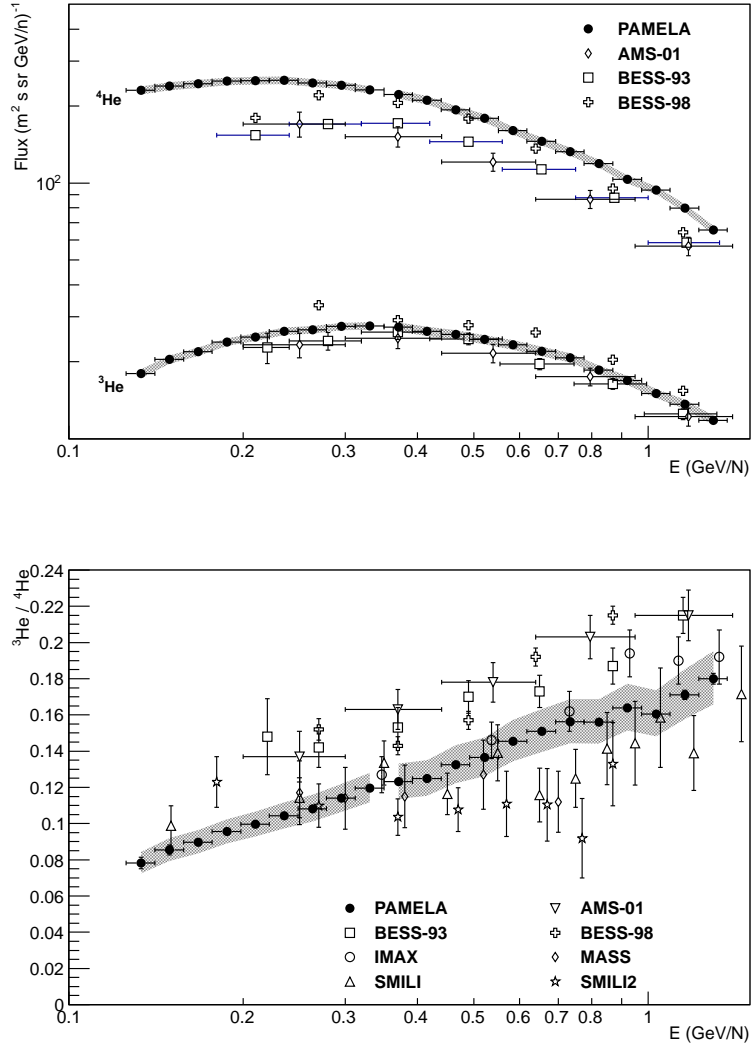 Flux (m² s sr GeV/n)⁻¹
10²
⁴He
³He
PAMELA
AMS-01
BESS-93
BESS-98
0.1 0.2 0.3 0.4 0.5 0.6 0.7 0.8 1
E (GeV/N)
³He / ⁴He
0.24
0.22
0.2
0.18
0.16
0.14
0.12
0.1
0.08
0.06
0.04
0.02
0
PAMELA AMS-01
BESS-93 BESS-98
IMAX MASS
SMILI SMILI2
0.1 0.2 0.3 0.4 0.5 0.6 0.7 0.8 1
E (GeV/N)